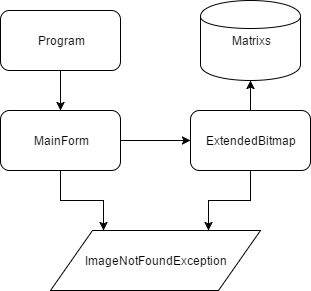 Program
Matrixs
MainForm
ExtendedBitmap
ImageNotFoundException